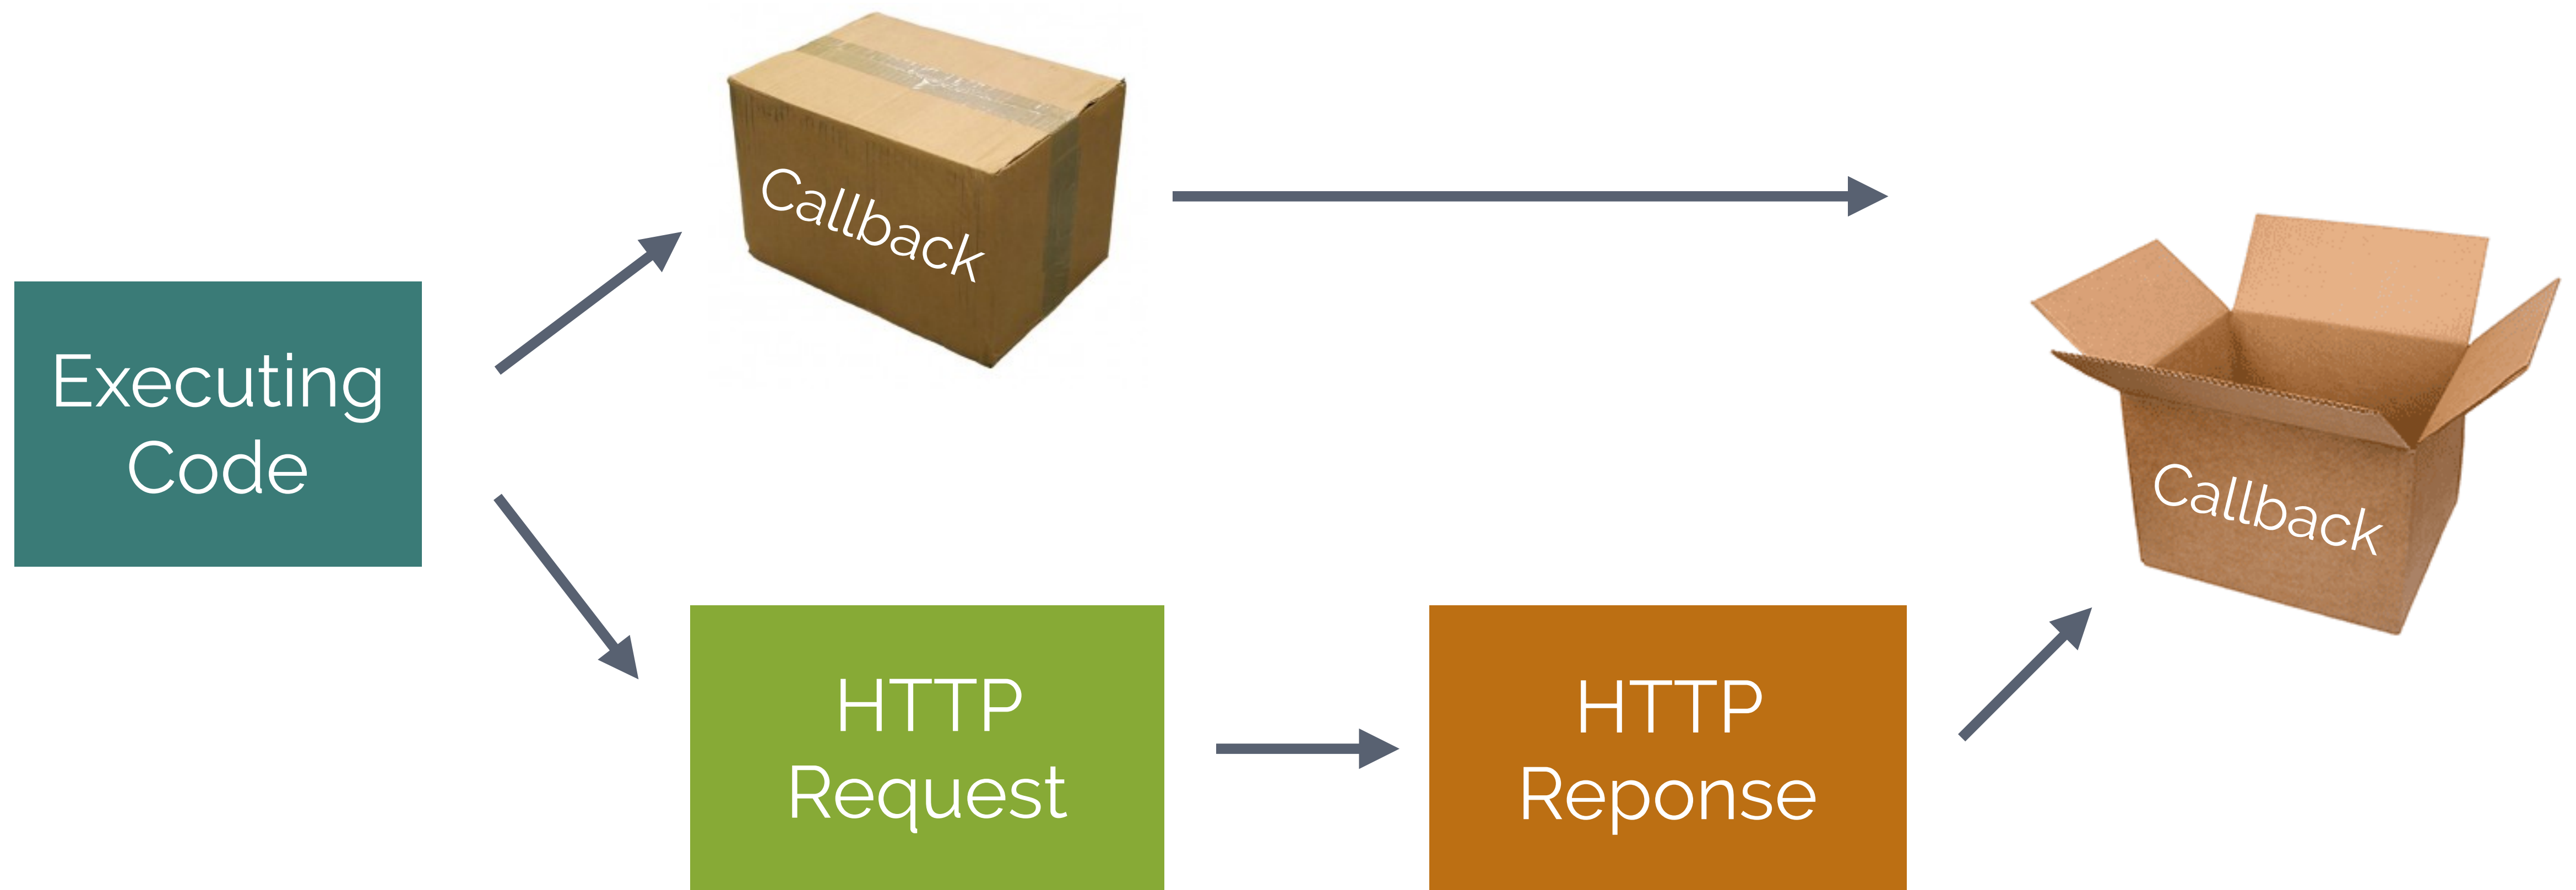 Callback
Executing
Code
Callback
HTTP
Request
HTTP
Reponse